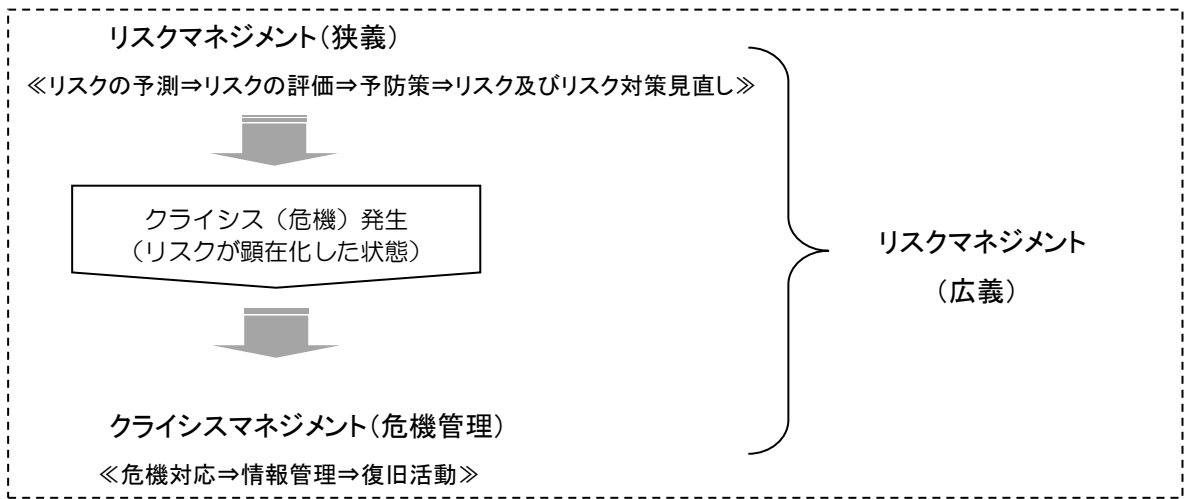 リスクマネジメント（狭義）
≪リスクの予測⇒リスクの評価⇒予防策⇒リスク及びリスク対策見直し≫
クライシス（危機）発生
（リスクが顕在化した状態）
リスクマネジメント
（広義）
クライシスマネジメント（危機管理）
≪危機対応⇒情報管理⇒復旧活動≫